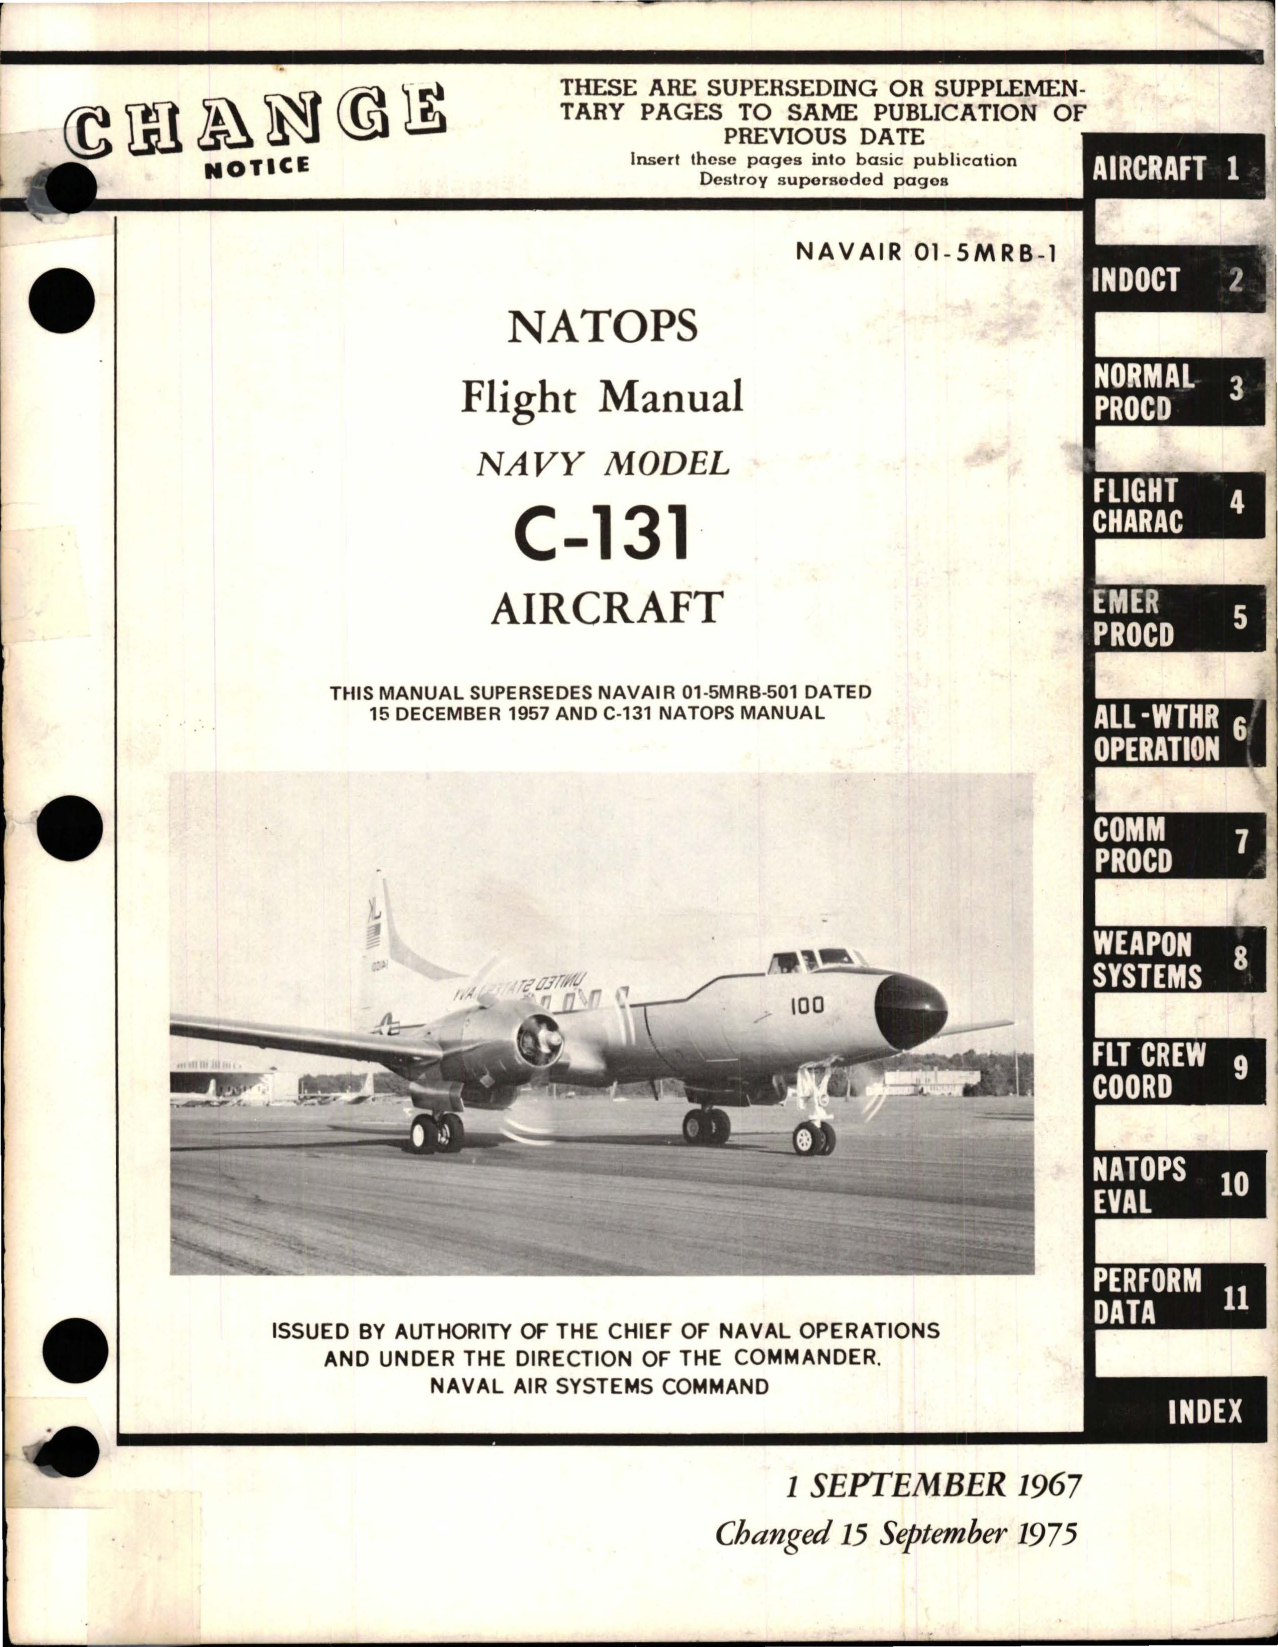 CHANGE
NOTICE
THESE ARE SUPERSEDING OR SUPPLEMEN-
TARY PAGES TO SAME PUBLICATION OF
PREVIOUS DATE
Insert these pages into basic publication
Destroy superseded pages
NAVAIR 01-5MRB-1
NATOPS
Flight Manual
NAVY MODEL
C-131
AIRCRAFT
THIS MANUAL SUPERSEDES NAVAIR 01-5MRB-501 DATED
15 DECEMBER 1957 AND C-131 NATOPS MANUAL
JK
UNITED STATES NAVY
100
ISSUED BY AUTHORITY OF THE CHIEF OF NAVAL OPERATIONS
AND UNDER THE DIRECTION OF THE COMMANDER,
NAVAL AIR SYSTEMS COMMAND
1 SEPTEMBER 1967
Changed 15 September 1975
AIRCRAFT 1
INDOCT 2
NORMAL
PROCD 3
FLIGHT
CHARAC 4
EMER
PROCD 5
ALL-WTHR
OPERATION 6
COMM
PROCD 7
WEAPON
SYSTEMS 8
FLT CREW
COORD 9
NATOPS
EVAL 10
PERFORM
DATA 11
INDEX